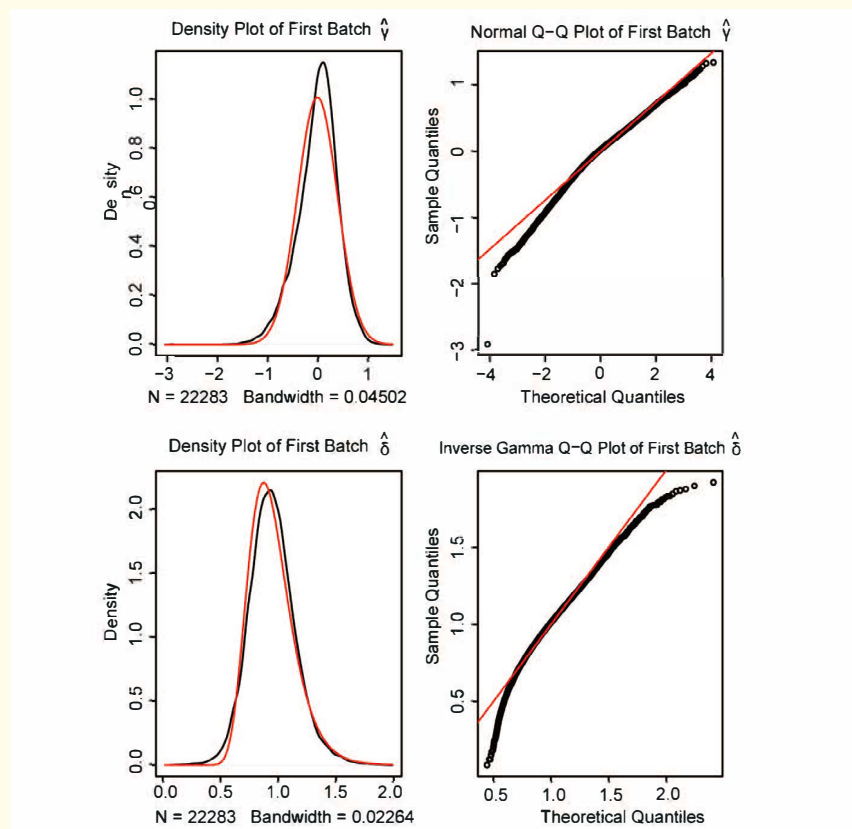 Density Plot of First Batch γ̂
Density
0.0 0.2 0.4 0.6 0.8 1.0
−3 −2 −1 0 1
N = 22283 Bandwidth = 0.04502
Normal Q−Q Plot of First Batch γ̂
Sample Quantiles
−3 −2 −1 0 1
−4 −2 0 2 4
Theoretical Quantiles
Density Plot of First Batch δ̂
Density
0.0 0.5 1.0 1.5 2.0
0.0 0.5 1.0 1.5 2.0
N = 22283 Bandwidth = 0.02264
Inverse Gamma Q−Q Plot of First Batch δ̂
Sample Quantiles
0.5 1.0 1.5
0.5 1.0 1.5 2.0
Theoretical Quantiles